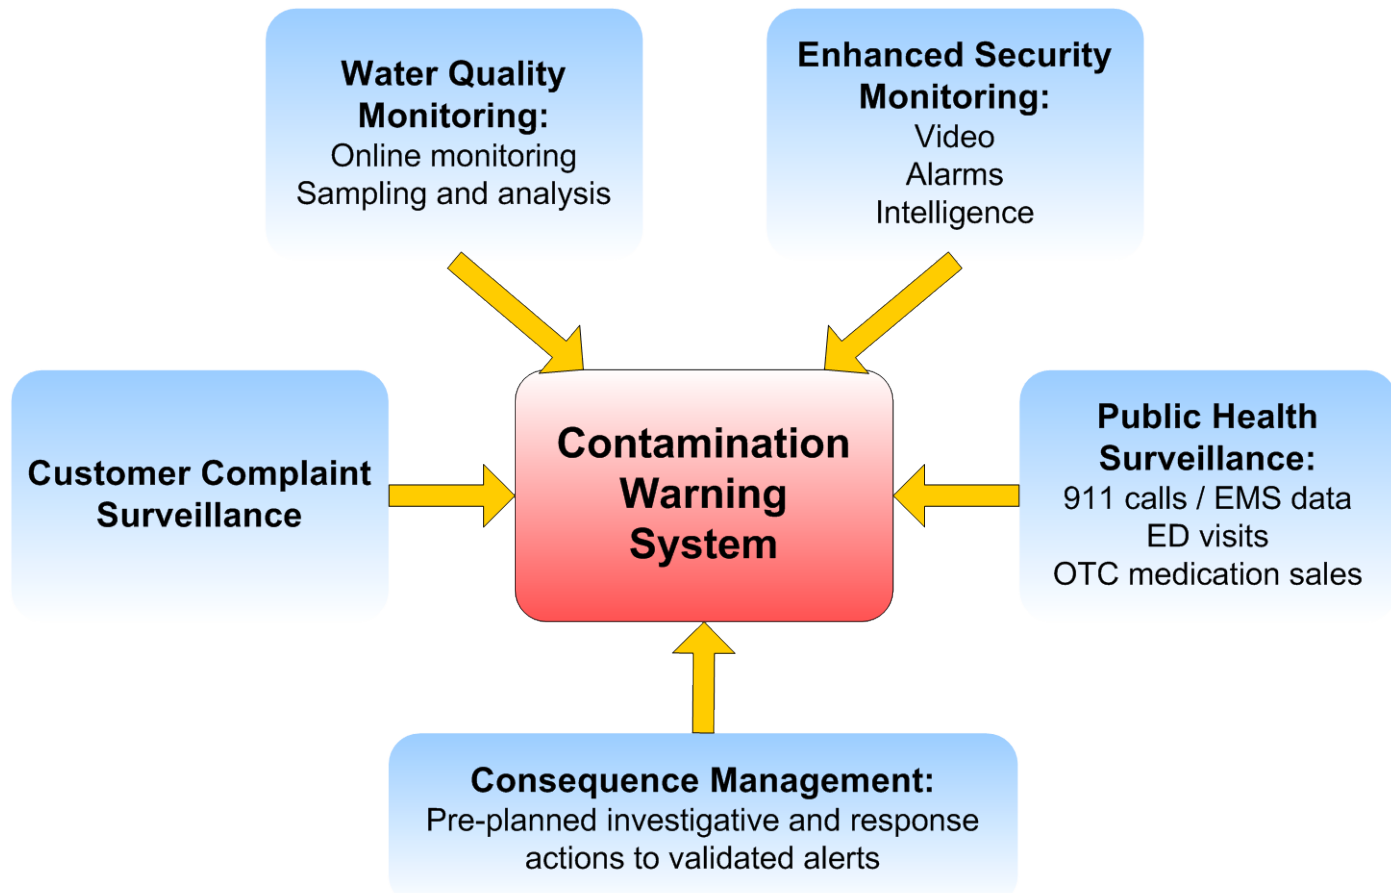 Water Quality
Monitoring:
Online monitoring
Sampling and analysis
Enhanced Security
Monitoring:
Video
Alarms
Intelligence
Customer Complaint
Surveillance
Contamination
Warning
System
Public Health
Surveillance:
911 calls / EMS data
ED visits
OTC medication sales
Consequence Management:
Pre-planned investigative and response
actions to validated alerts